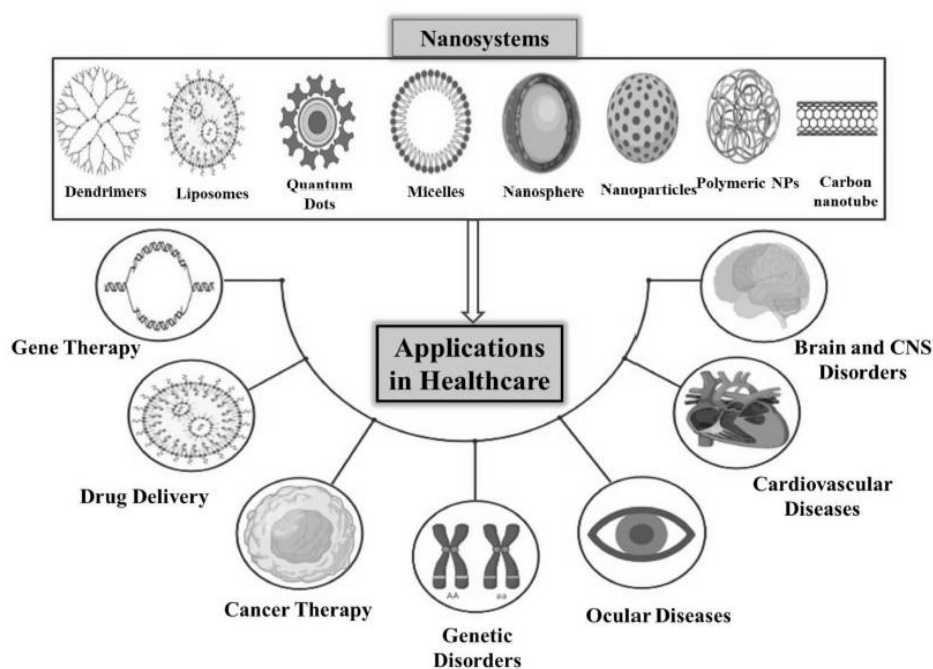 Nanosystems
Dendrimers
Liposomes
Quantum
Dots
Micelles
Nanosphere
Nanoparticles
Polymeric NPs
Carbon
nanotube
Gene Therapy
Applications
in Healthcare
Brain and CNS
Disorders
Drug Delivery
Cardiovascular
Diseases
Cancer Therapy
AA
aa
Genetic
Disorders
Ocular Diseases